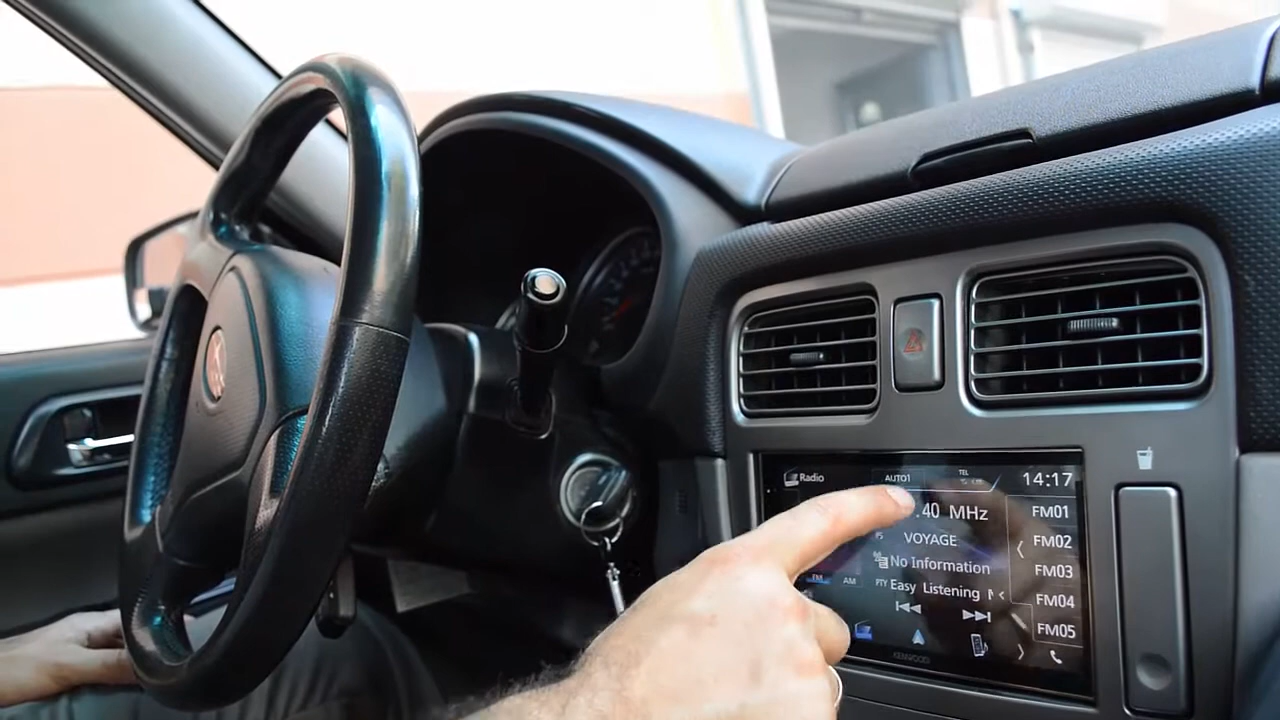 Radio
AUTO1
TEL
14:17
.40 MHz
FM01
VOYAGE
FM02
No Information
FM03
FM
AM
PTY Easy Listening
FM04
FM05
KENWOOD